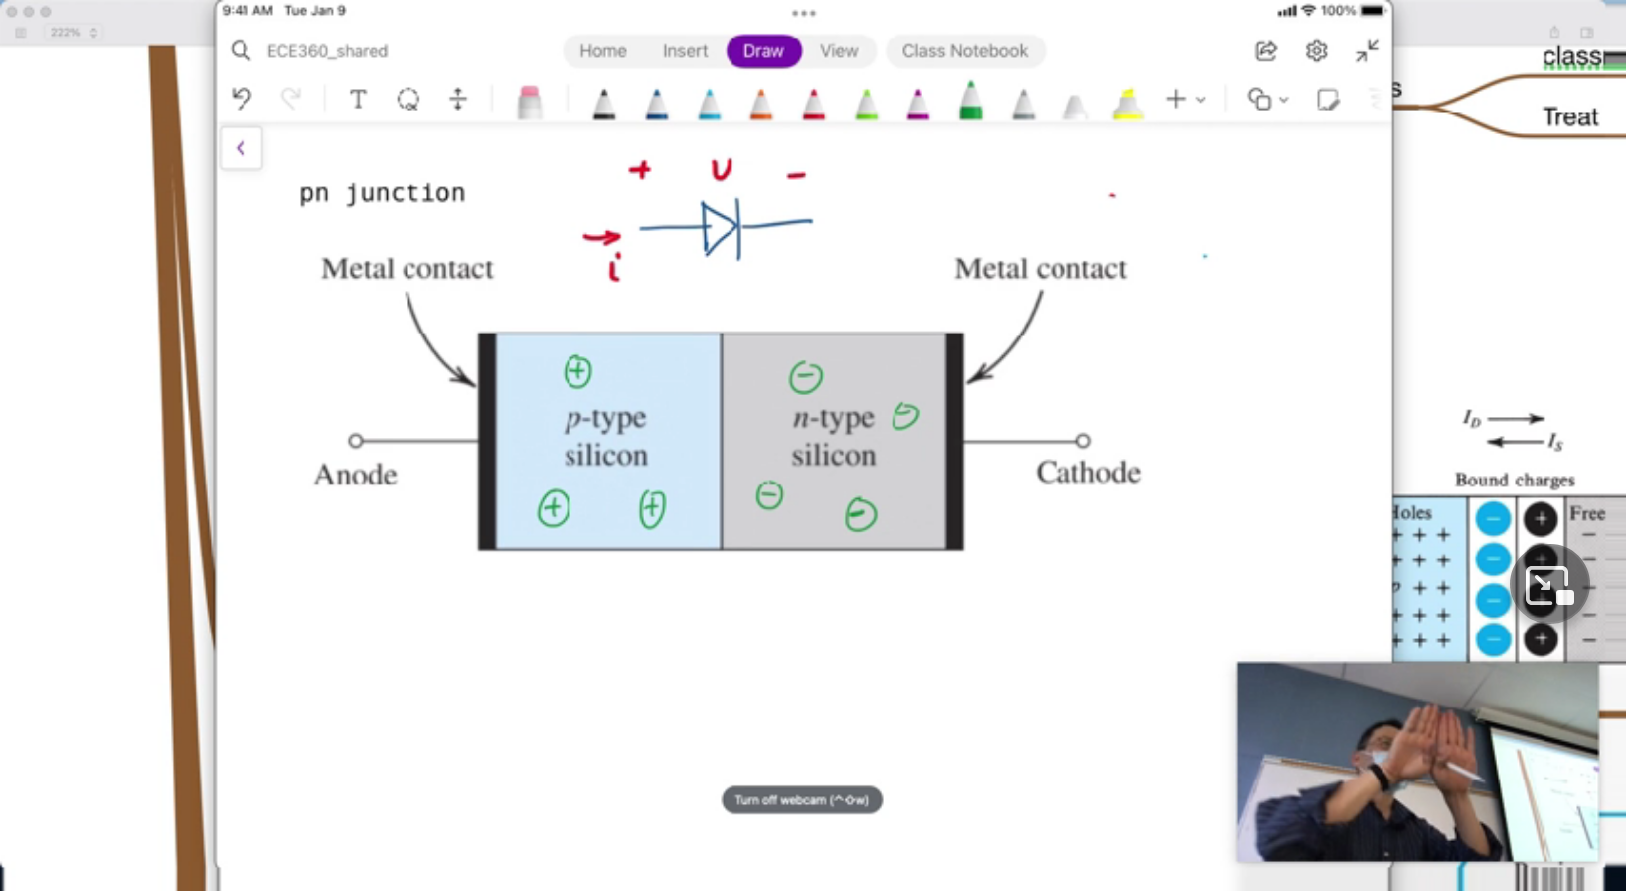 9:41 AM Tue Jan 9
100%
222%
ECE360_shared
Home Insert Draw View Class Notebook
T
class
Treat
pn junction
+ υ -
i
Metal contact
Metal contact
+
-
p-type
silicon
n-type
silicon
-
Anode
Cathode
+ +
- -
I_D
I_S
Bound charges
Holes
Free
- +
+ + +
-
+ + +
- +
p + +
-
+ + +
- +
+ + +
-
Turn off webcam (^⇧w)